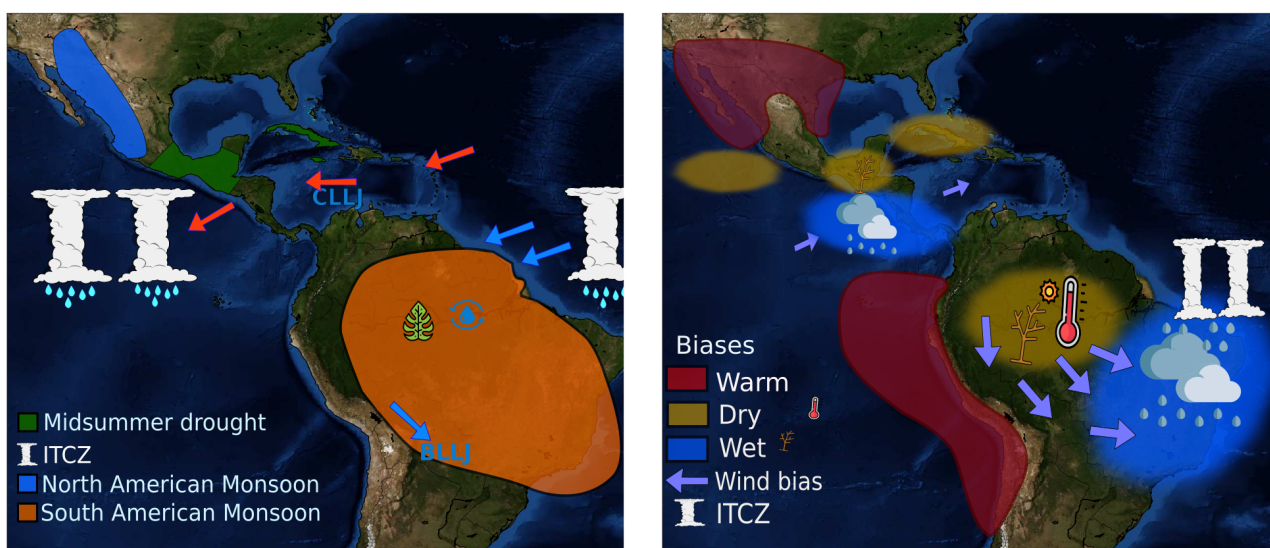 CLLJ
BLLJ
Midsummer drought
ITCZ
North American Monsoon
South American Monsoon
Biases
Warm
Dry
Wet
Wind bias
ITCZ